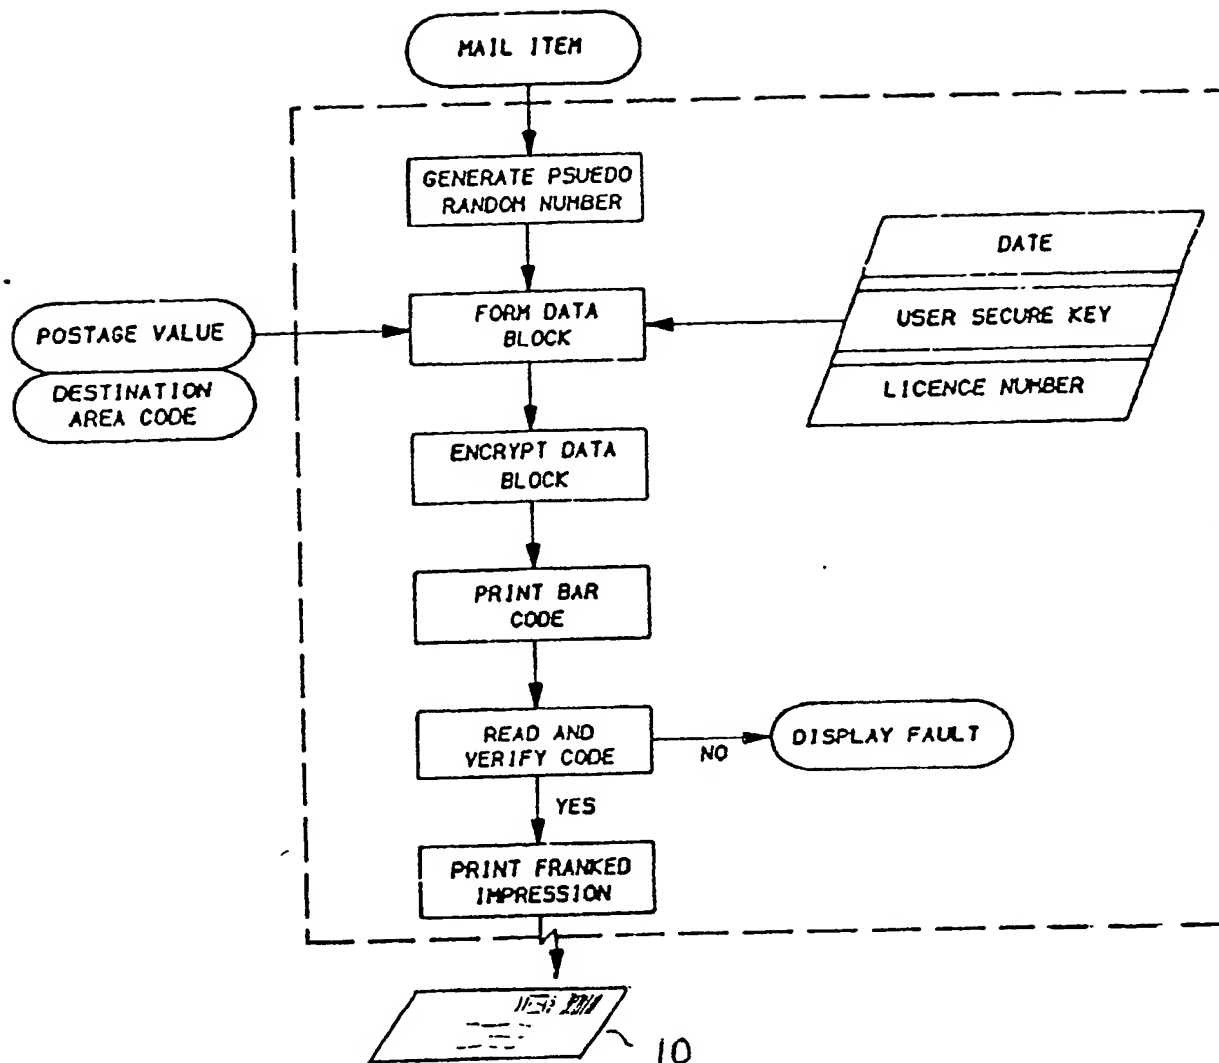 MAIL ITEM
GENERATE PSUEDO
RANDOM NUMBER
DATE
FORM DATA
BLOCK
USER SECURE KEY
POSTAGE VALUE
LICENCE NUMBER
DESTINATION
AREA CODE
ENCRYPT DATA
BLOCK
PRINT BAR
CODE
READ AND
VERIFY CODE
NO
DISPLAY FAULT
YES
PRINT FRANKED
IMPRESSION
10